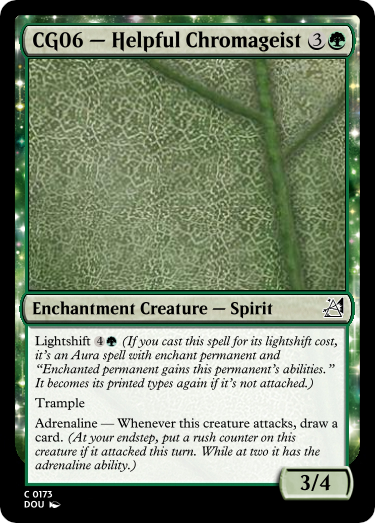 CG06 — Helpful Chromageist 3
Enchantment Creature — Spirit
Lightshift 4 (If you cast this spell for its lightshift cost,
it's an Aura spell with enchant permanent and
“Enchanted permanent gains this permanent's abilities.”
It becomes its printed types again if it's not attached.)
Trample
Adrenaline — Whenever this creature attacks, draw a
card. (At your endstep, put a rush counter on this
creature if it attacked this turn. While at two it has the
adrenaline ability.)
3/4
C 0173
DOU